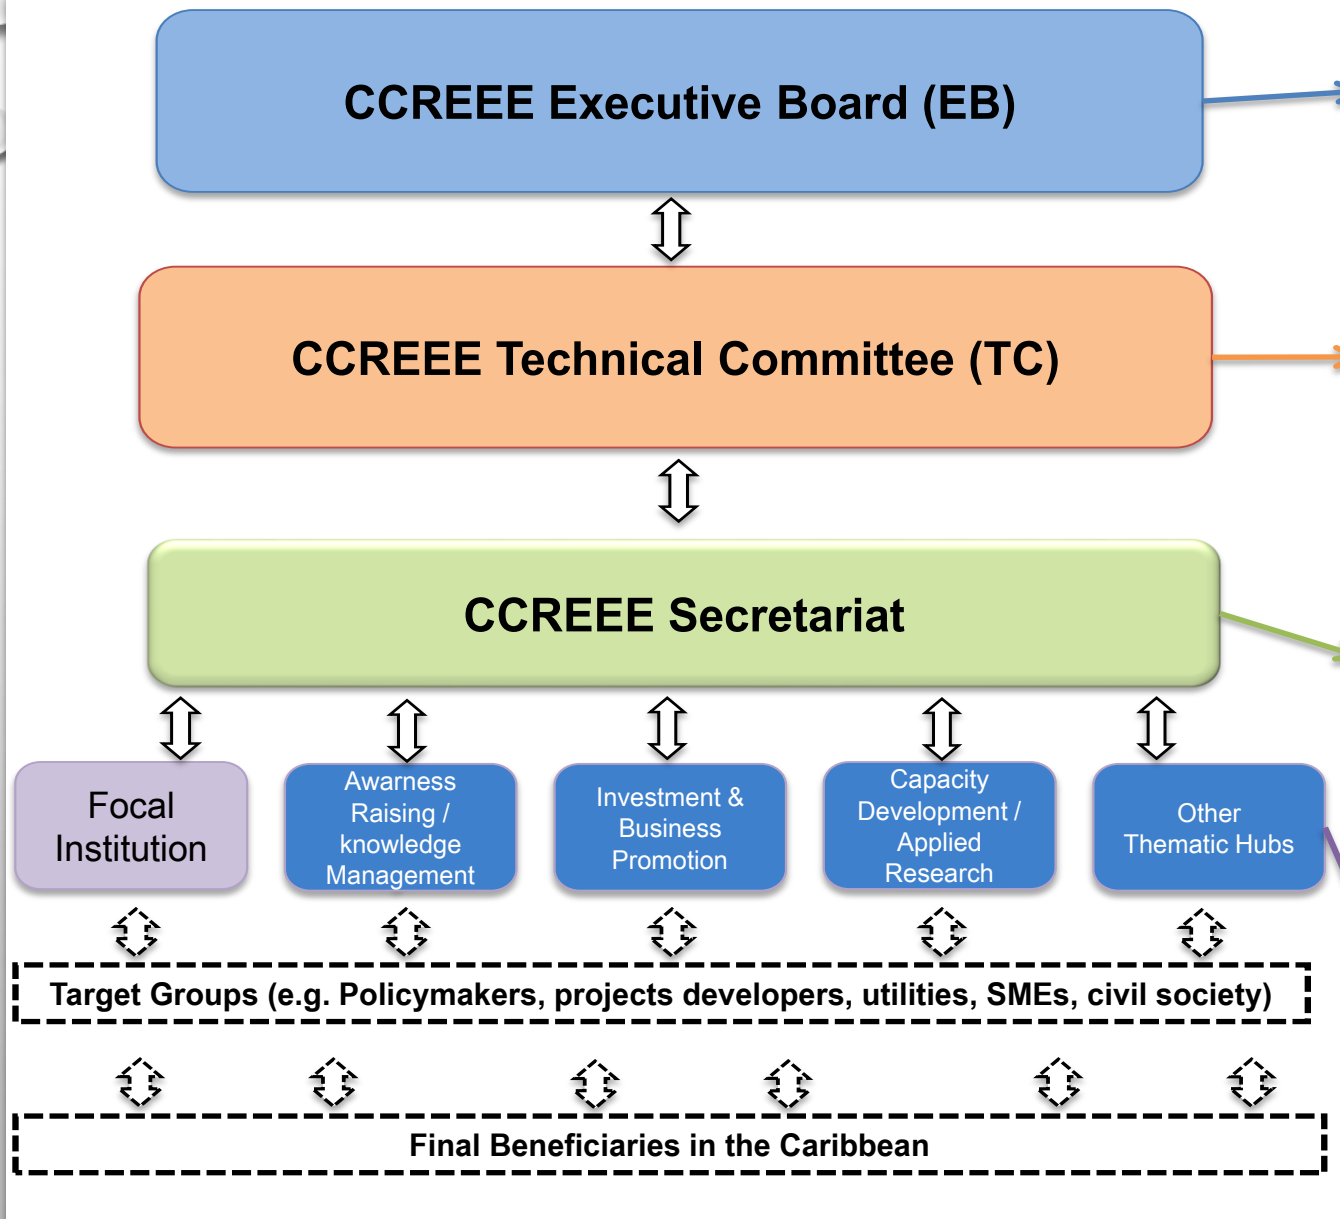 CCREEE Executive Board (EB)
CCREEE Technical Committee (TC)
CCREEE Secretariat
Focal
Institution
Awarness
Raising /
knowledge
Management
Investment &
Business
Promotion
Capacity
Development /
Applied
Research
Other
Thematic Hubs
Target Groups (e.g. Policymakers, projects developers, utilities, SMEs, civil society)
Final Beneficiaries in the Caribbean